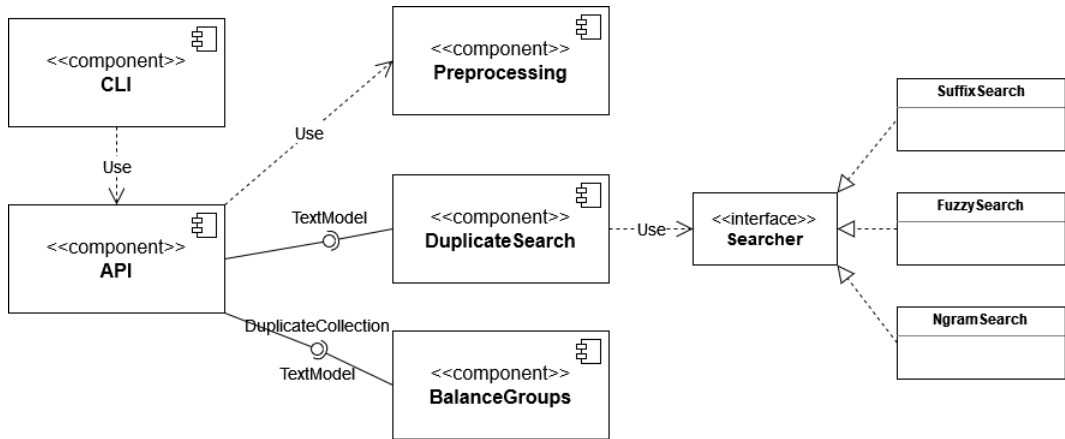 <<component>>
CLI
Use
<<component>>
API
<<component>>
Preprocessing
Use
TextModel
<<component>>
DuplicateSearch
DuplicateCollection
TextModel
<<component>>
BalanceGroups
Use
<<interface>>
Searcher
SuffixSearch
FuzzySearch
NgramSearch